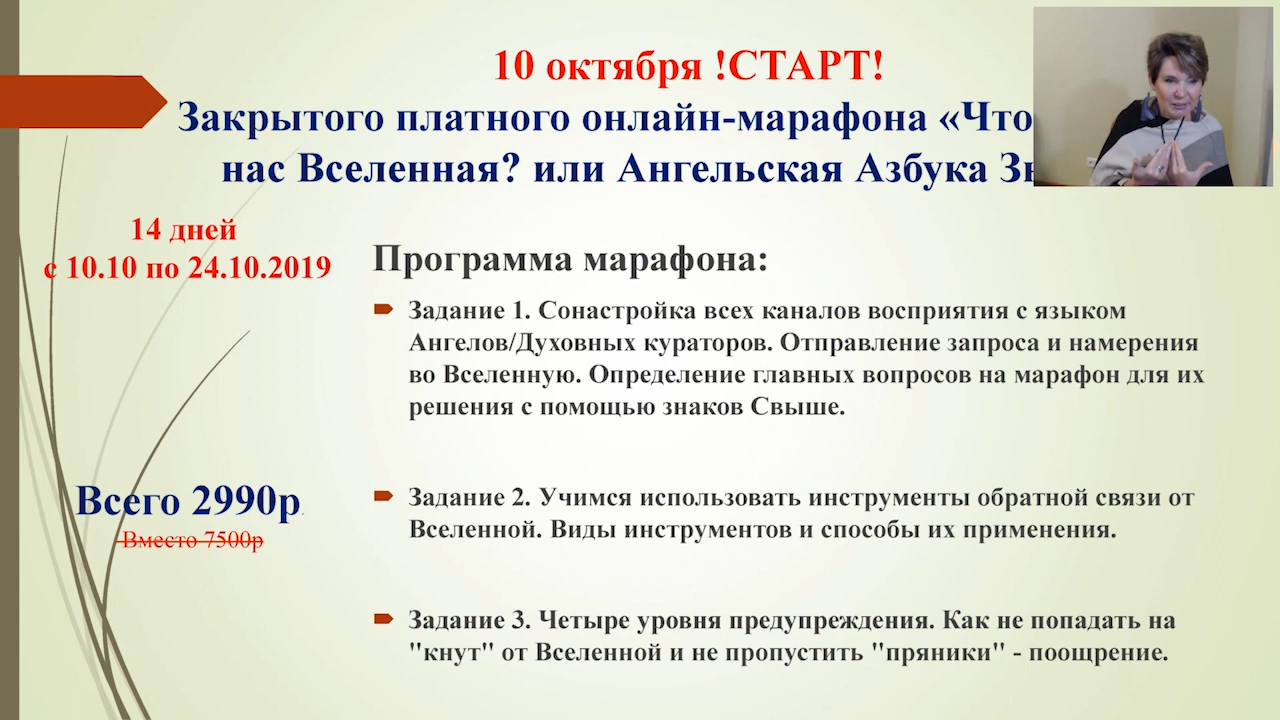 10 октября !СТАРТ!
Закрытого платного онлайн-марафона «Что
нас Вселенная? или Ангельская Азбука
14 дней
с 10.10 по 24.10.2019
Программа марафона:
Задание 1. Сонастройка всех каналов восприятия с языком
Ангелов/Духовных кураторов. Отправление запроса и намерения
во Вселенную. Определение главных вопросов на марафон для их
решения с помощью знаков Свыше.
Всего 2990р.
Вместо 7500р
Задание 2. Учимся использовать инструменты обратной связи от
Вселенной. Виды инструментов и способы их применения.
Задание 3. Четыре уровня предупреждения. Как не попадать на
"кнут" от Вселенной и не пропустить "пряники" - поощрение.